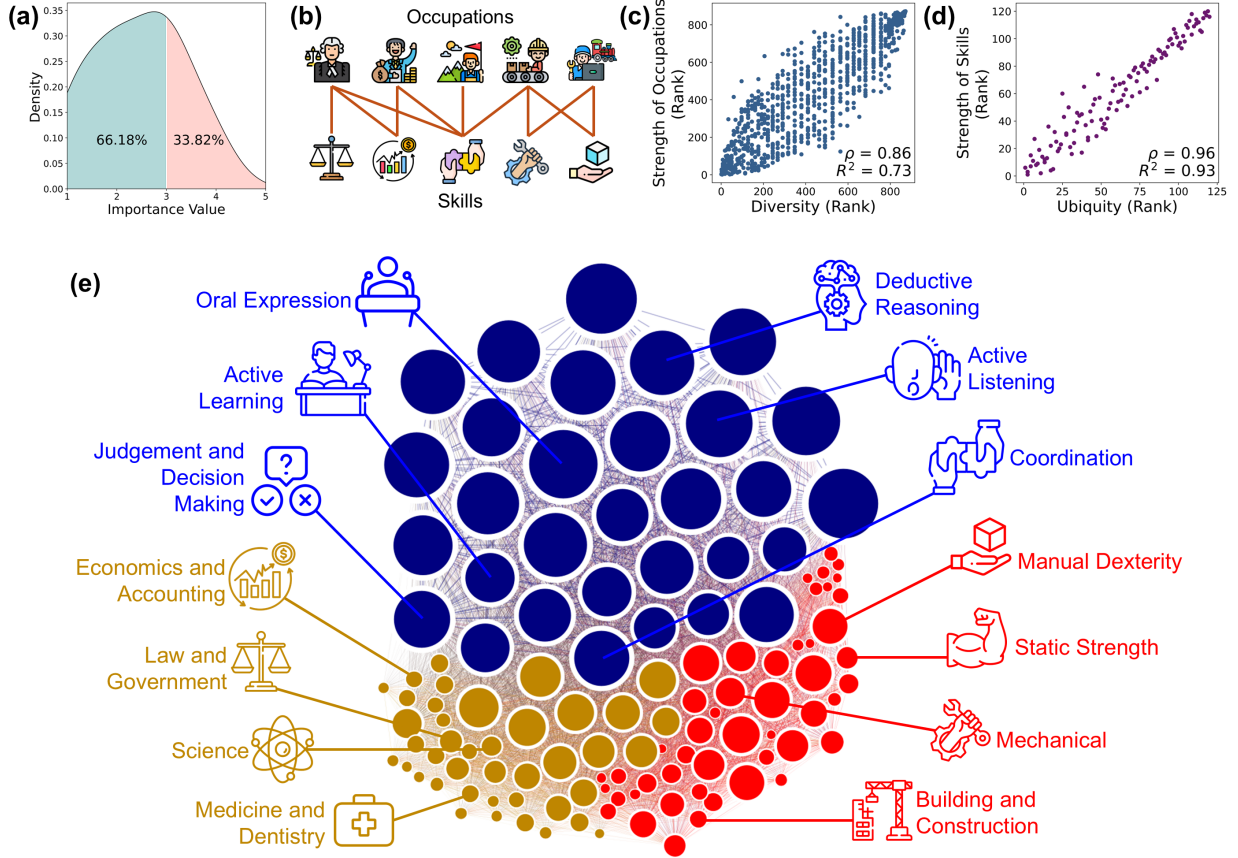 (a)
0.35
0.30
0.25
0.20
0.15
0.10
0.05
0.00
Density
66.18%
33.82%
1
2
3
4
5
Importance Value
(b)
Occupations
Skills
(c)
Strength of Occupations
(Rank)
800
600
400
200
0
ρ = 0.86
R² = 0.73
0
200
400
600
800
Diversity (Rank)
(d)
Strength of Skills
(Rank)
120
100
80
60
40
20
0
ρ = 0.96
R² = 0.93
0
25
50
75
100
125
Ubiquity (Rank)
(e)
Oral Expression
Active
Learning
Judgement and
Decision
Making
?
Economics and
Accounting
$
Law and
Government
Science
Medicine and
Dentistry
Deductive
Reasoning
Active
Listening
Coordination
Manual Dexterity
Static Strength
Mechanical
Building and
Construction